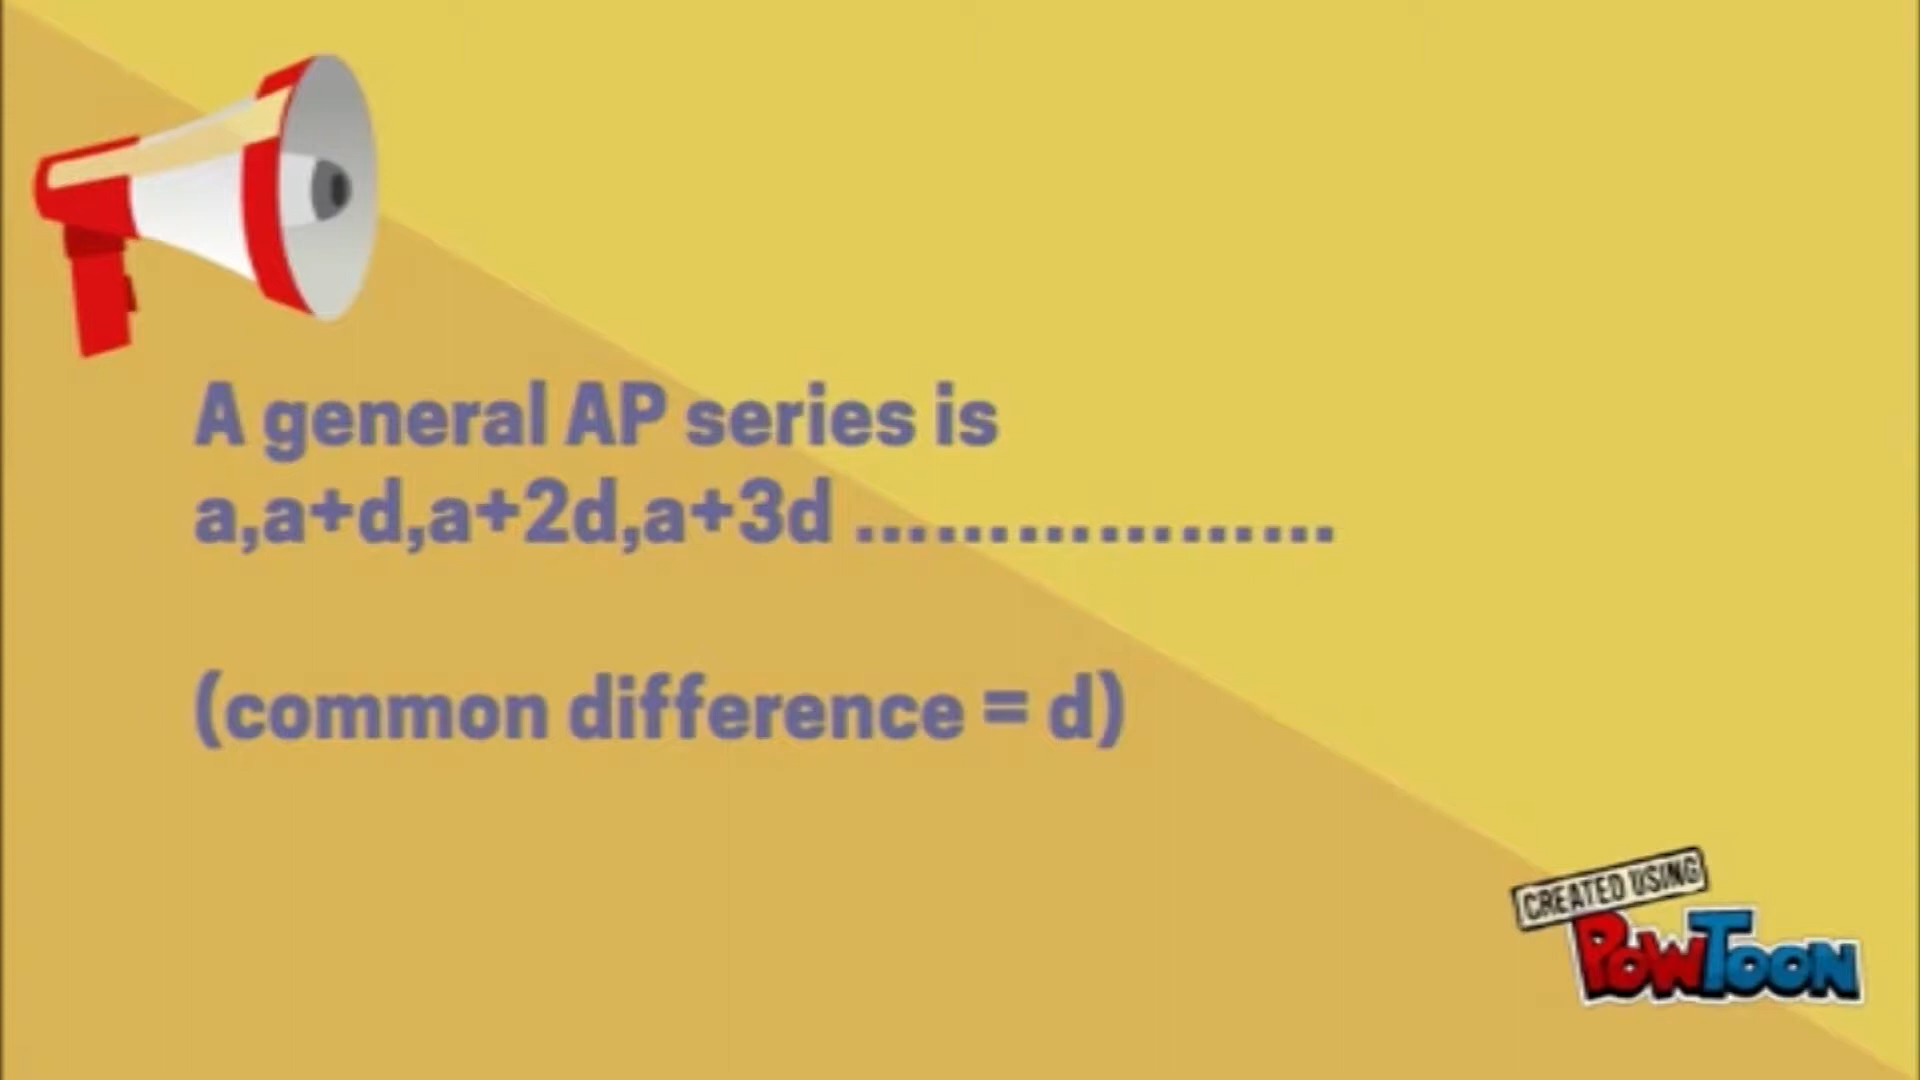 A general AP series is
a,a+d,a+2d,a+3d ..................
(common difference = d)
CREATED USING
POWTOON